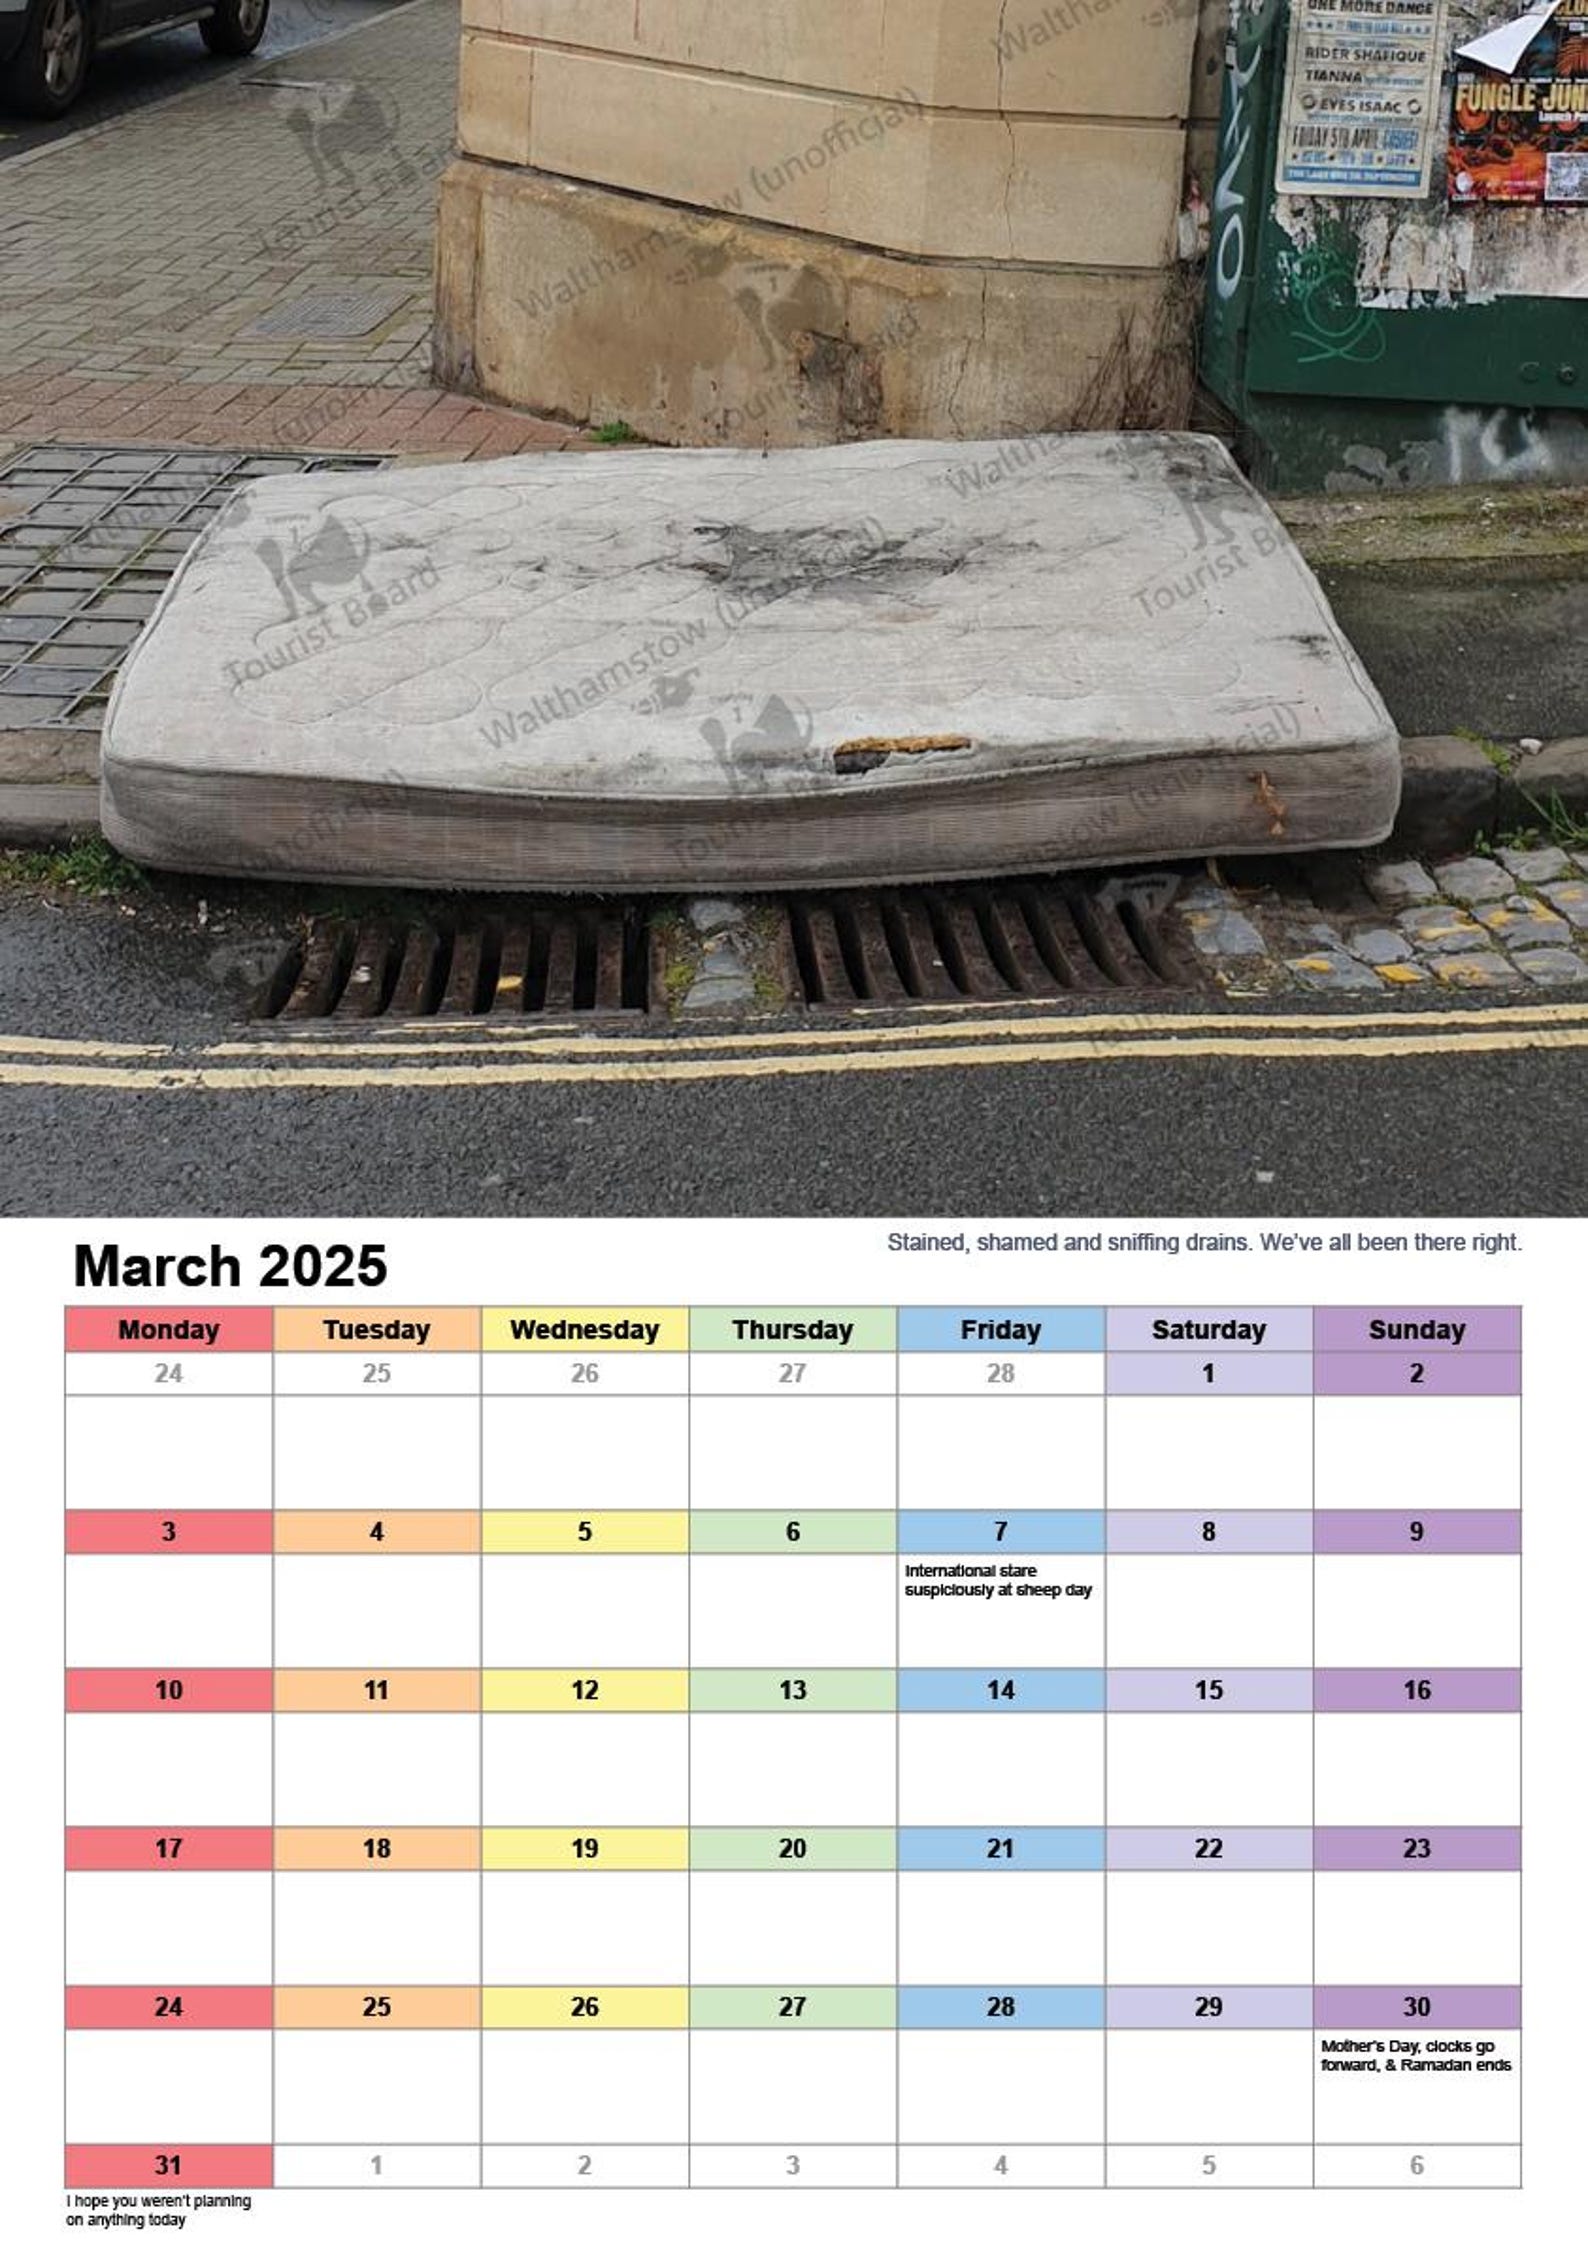 ONE MORE DANCE
RIDER SHAFIQUE
TIANNA
EVES ISAAC
FRIDAY 5TH APRIL
FUNGLE JUN
Launch
Walthamstow (unofficial)
Tourist Board
March 2025
Stained, shamed and sniffing drains. We've all been there right.
Monday Tuesday Wednesday Thursday Friday Saturday Sunday
24 25 26 27 28 1 2
3 4 5 6 7 8 9
International stare
suspiciously at sheep day
10 11 12 13 14 15 16
17 18 19 20 21 22 23
24 25 26 27 28 29 30
Mother's Day, clocks go
forward, & Ramadan ends
31 1 2 3 4 5 6
I hope you weren't planning
on anything today